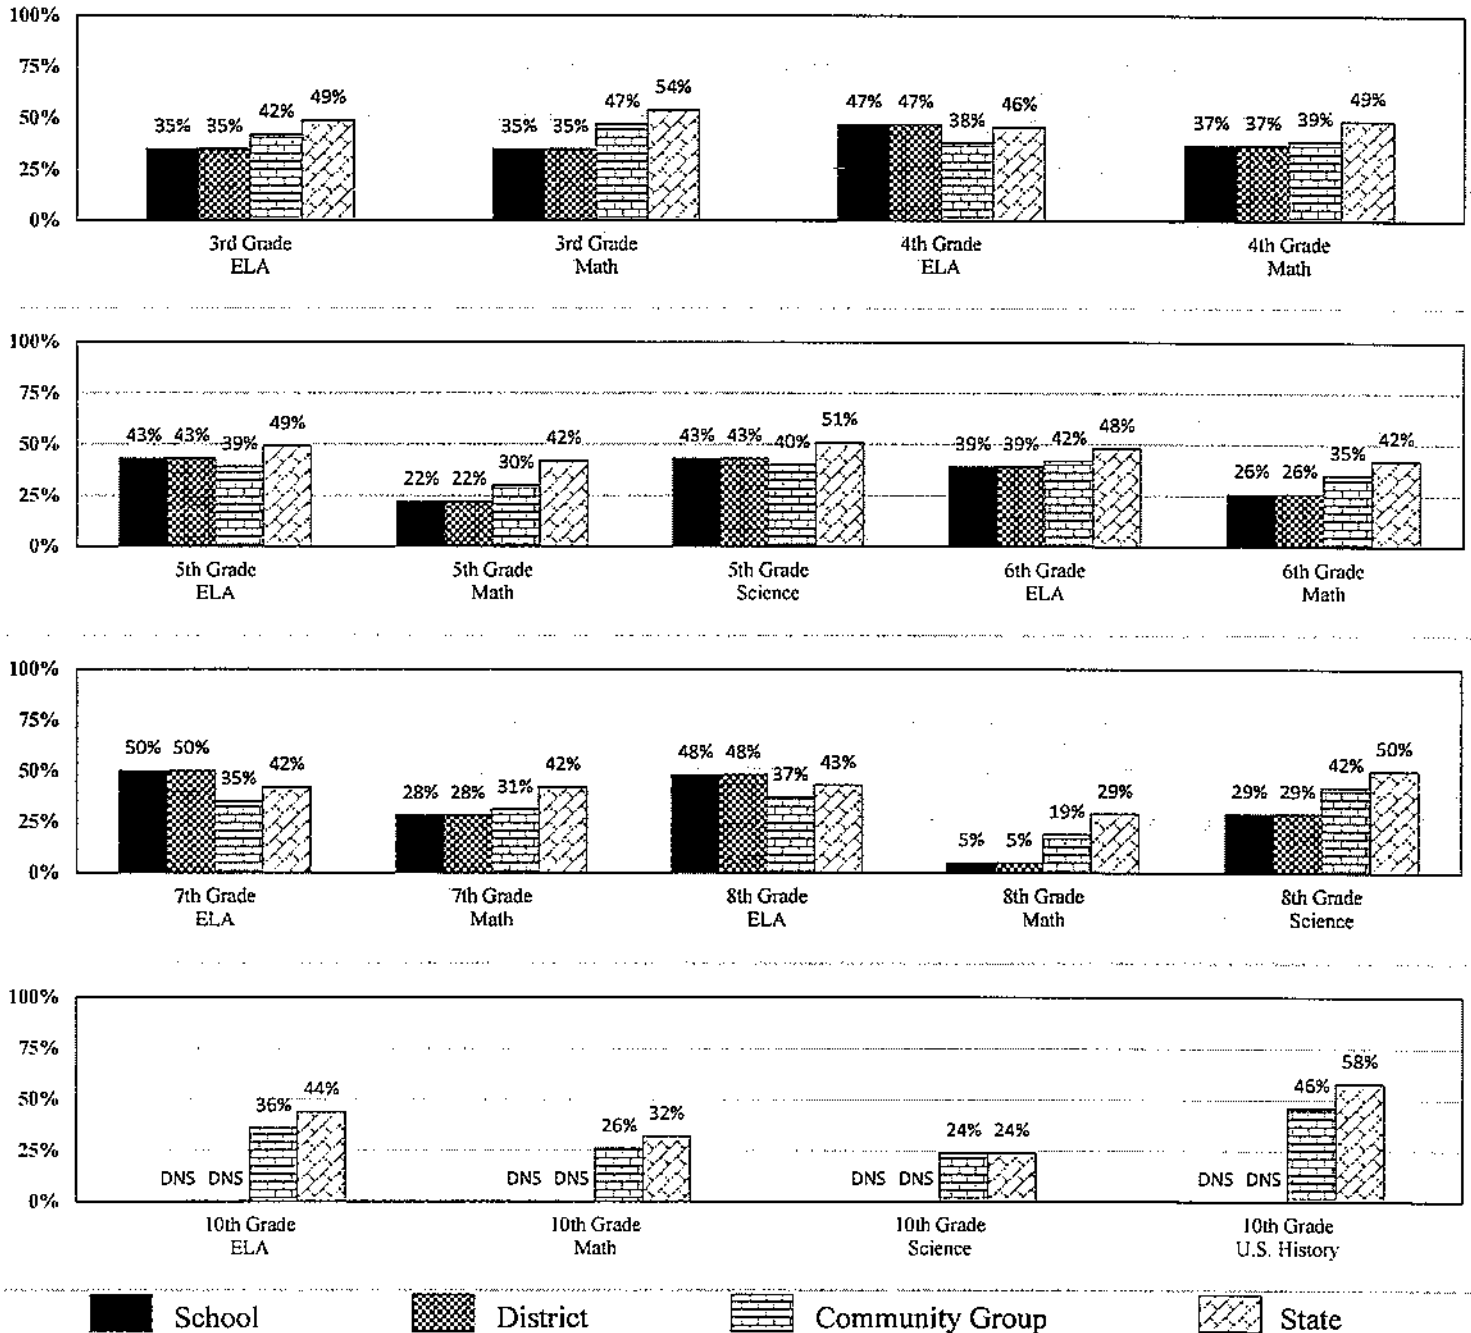 100%
75%
50%
25%
0%
35% 35% 42% 49%
35% 35% 47% 54%
47% 47% 38% 46%
37% 37% 39% 49%
3rd Grade
ELA
3rd Grade
Math
4th Grade
ELA
4th Grade
Math
100%
75%
50%
25%
0%
43% 43% 39% 49%
22% 22% 30% 42%
43% 43% 40% 51%
39% 39% 42% 48%
26% 26% 35% 42%
5th Grade
ELA
5th Grade
Math
5th Grade
Science
6th Grade
ELA
6th Grade
Math
100%
75%
50%
25%
0%
50% 50% 35% 42%
28% 28% 31% 42%
48% 48% 37% 43%
5% 5% 19% 29%
29% 29% 42% 50%
7th Grade
ELA
7th Grade
Math
8th Grade
ELA
8th Grade
Math
8th Grade
Science
100%
75%
50%
25%
0%
DNS DNS 36% 44%
DNS DNS 26% 32%
DNS DNS 24% 24%
DNS DNS 46% 58%
10th Grade
ELA
10th Grade
Math
10th Grade
Science
10th Grade
U.S. History
School District Community Group State